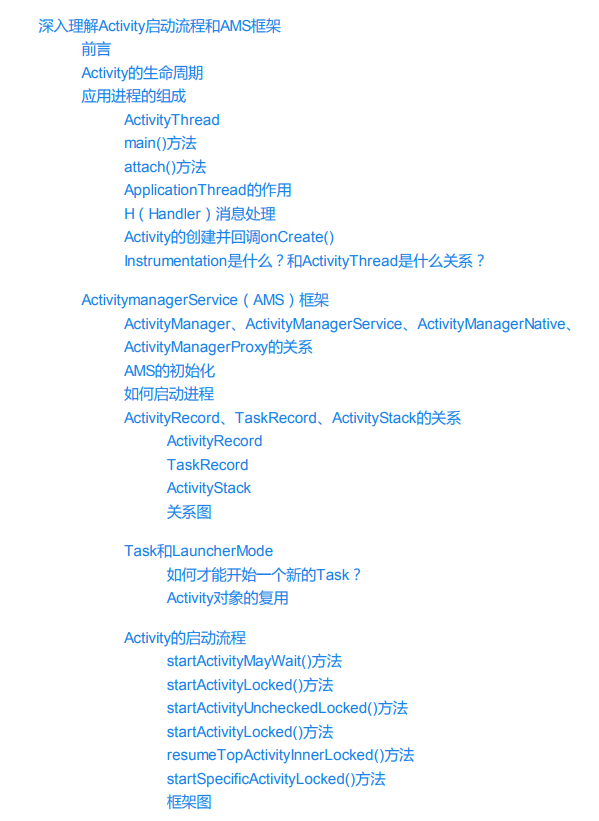 深入理解Activity启动流程和AMS框架
前言
Activity的生命周期
应用进程的组成
ActivityThread
main()方法
attach()方法
ApplicationThread的作用
H（Handler）消息处理
Activity的创建并回调onCreate()
Instrumentation是什么？和ActivityThread是什么关系？
ActivitymanagerService（AMS）框架
ActivityManager、ActivityManagerService、ActivityManagerNative、
ActivityManagerProxy的关系
AMS的初始化
如何启动进程
ActivityRecord、TaskRecord、ActivityStack的关系
ActivityRecord
TaskRecord
ActivityStack
关系图
Task和LauncherMode
如何才能开始一个新的Task？
Activity对象的复用
Activity的启动流程
startActivityMayWait()方法
startActivityLocked()方法
startActivityUncheckedLocked()方法
startActivityLocked()方法
resumeTopActivityInnerLocked()方法
startSpecificActivityLocked()方法
框架图